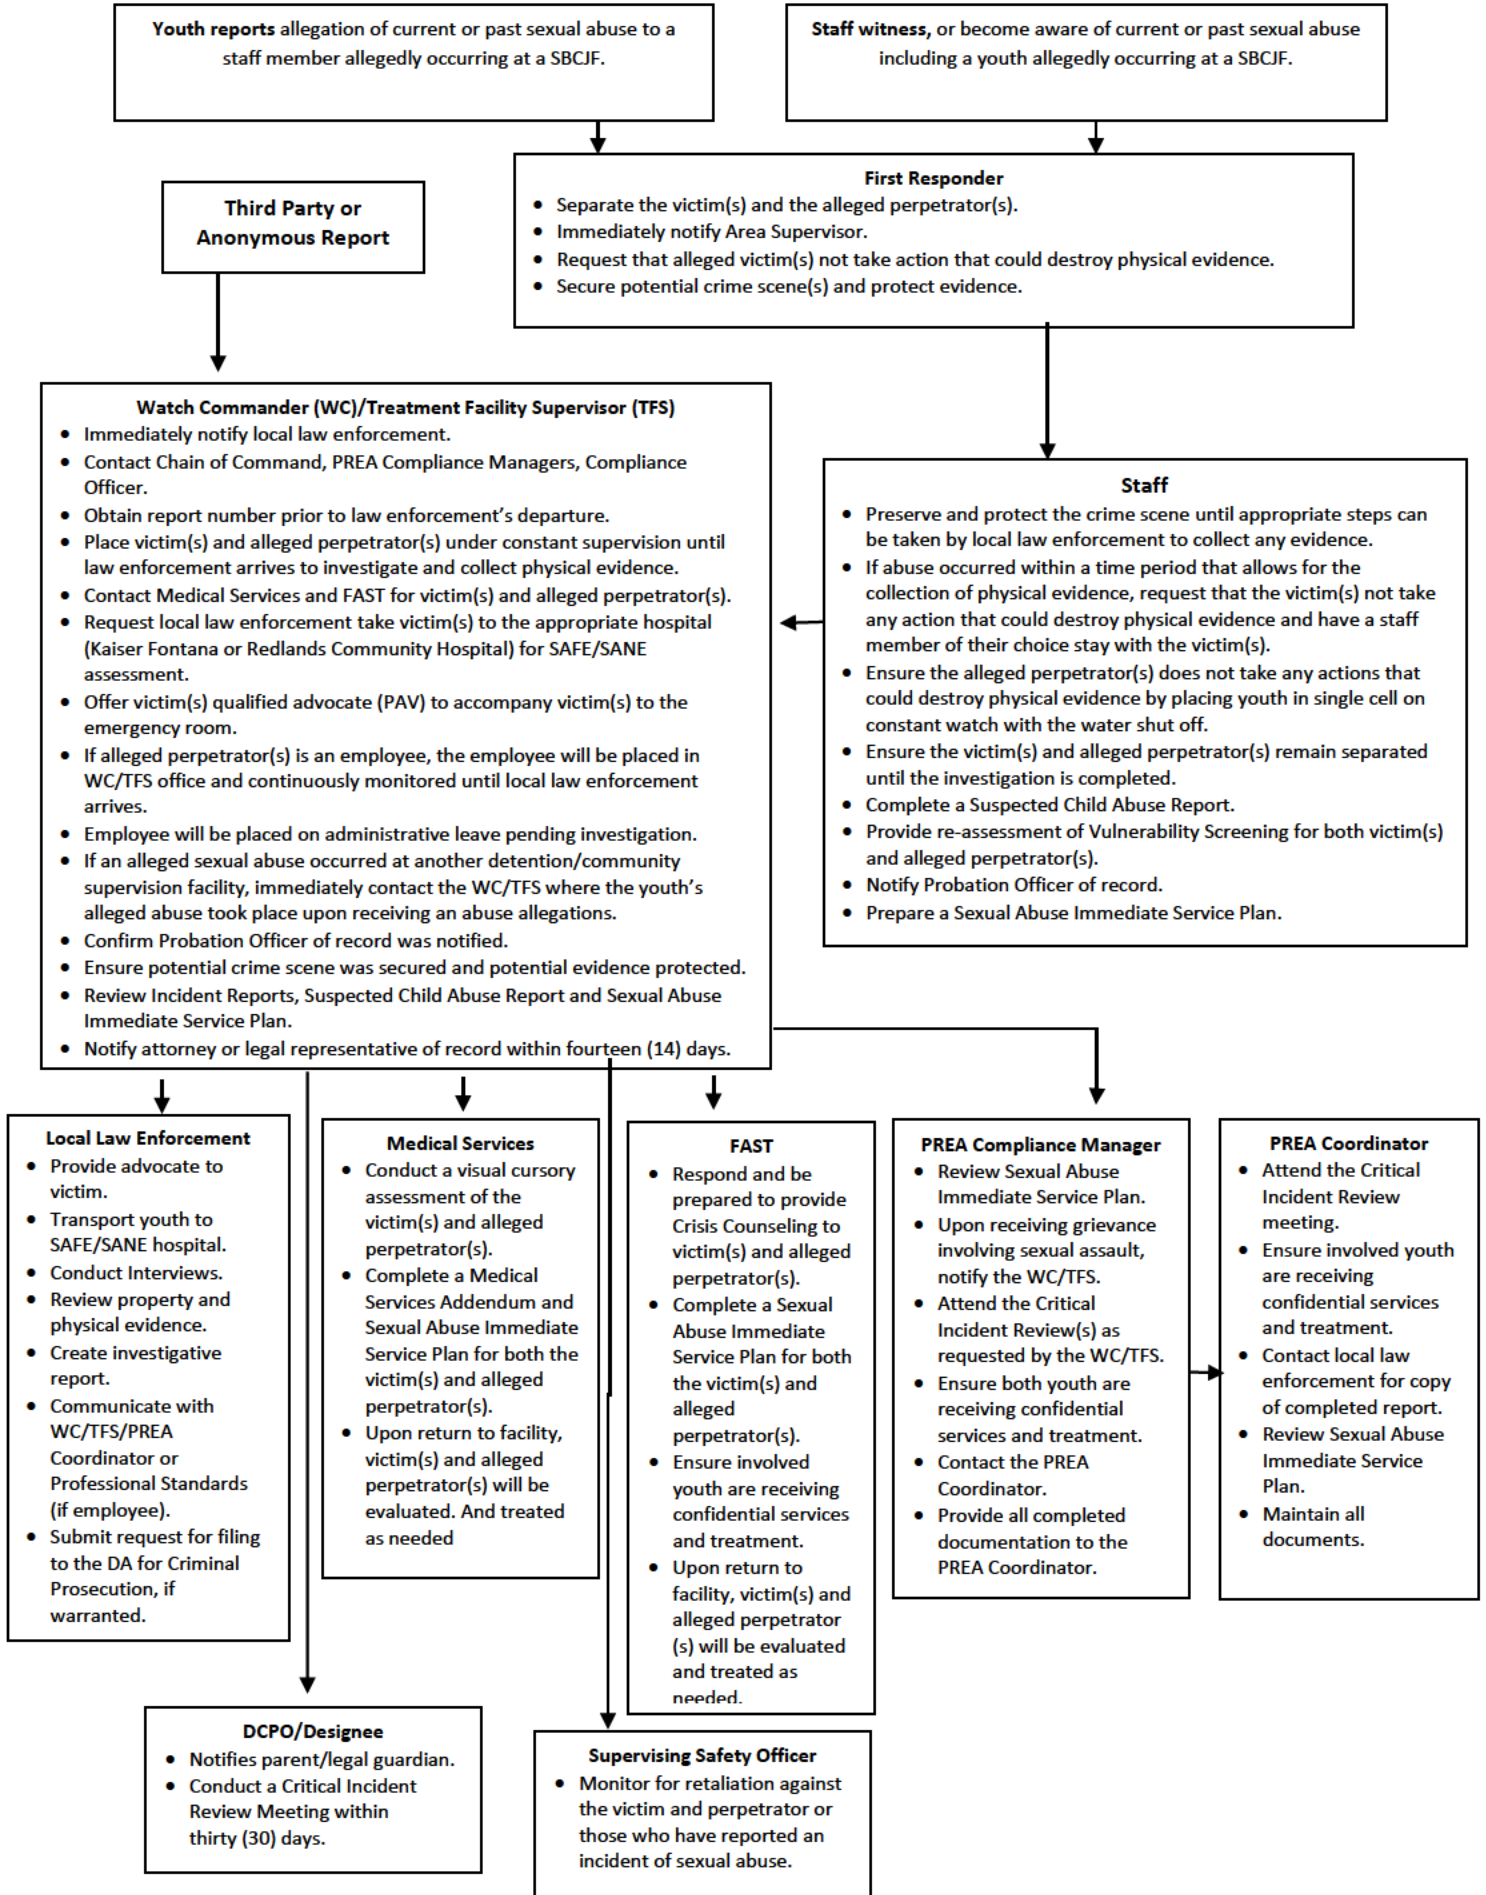 Youth reports allegation of current or past sexual abuse to a
staff member allegedly occurring at a SBCJF.
Staff witness, or become aware of current or past sexual abuse
including a youth allegedly occurring at a SBCJF.
First Responder
• Separate the victim(s) and the alleged perpetrator(s).
• Immediately notify Area Supervisor.
• Request that alleged victim(s) not take action that could destroy physical evidence.
• Secure potential crime scene(s) and protect evidence.
Third Party or
Anonymous Report
Watch Commander (WC)/Treatment Facility Supervisor (TFS)
• Immediately notify local law enforcement.
• Contact Chain of Command, PREA Compliance Managers, Compliance
Officer.
• Obtain report number prior to law enforcement's departure.
• Place victim(s) and alleged perpetrator(s) under constant supervision until
law enforcement arrives to investigate and collect physical evidence.
• Contact Medical Services and FAST for victim(s) and alleged perpetrator(s).
• Request local law enforcement take victim(s) to the appropriate hospital
(Kaiser Fontana or Redlands Community Hospital) for SAFE/SANE
assessment.
• Offer victim(s) qualified advocate (PAV) to accompany victim(s) to the
emergency room.
• If alleged perpetrator(s) is an employee, the employee will be placed in
WC/TFS office and continuously monitored until local law enforcement
arrives.
• Employee will be placed on administrative leave pending investigation.
• If an alleged sexual abuse occurred at another detention/community
supervision facility, immediately contact the WC/TFS where the youth's
alleged abuse took place upon receiving an abuse allegations.
• Confirm Probation Officer of record was notified.
• Ensure potential crime scene was secured and potential evidence protected.
• Review Incident Reports, Suspected Child Abuse Report and Sexual Abuse
Immediate Service Plan.
• Notify attorney or legal representative of record within fourteen (14) days.
Staff
• Preserve and protect the crime scene until appropriate steps can
be taken by local law enforcement to collect any evidence.
• If abuse occurred within a time period that allows for the
collection of physical evidence, request that the victim(s) not take
any action that could destroy physical evidence and have a staff
member of their choice stay with the victim(s).
• Ensure the alleged perpetrator(s) does not take any actions that
could destroy physical evidence by placing youth in single cell on
constant watch with the water shut off.
• Ensure the victim(s) and alleged perpetrator(s) remain separated
until the investigation is completed.
• Complete a Suspected Child Abuse Report.
• Provide re-assessment of Vulnerability Screening for both victim(s)
and alleged perpetrator(s).
• Notify Probation Officer of record.
• Prepare a Sexual Abuse Immediate Service Plan.
Local Law Enforcement
• Provide advocate to
victim.
• Transport youth to
SAFE/SANE hospital.
• Conduct Interviews.
• Review property and
physical evidence.
• Create investigative
report.
• Communicate with
WC/TFS/PREA
Coordinator or
Professional Standards
(if employee).
• Submit request for filing
to the DA for Criminal
Prosecution, if
warranted.
Medical Services
• Conduct a visual cursory
assessment of the
victim(s) and alleged
perpetrator(s).
• Complete a Medical
Services Addendum and
Sexual Abuse Immediate
Service Plan for both the
victim(s) and alleged
perpetrator(s).
• Upon return to facility,
victim(s) and alleged
perpetrator(s) will be
evaluated. And treated
as needed
FAST
• Respond and be
prepared to provide
Crisis Counseling to
victim(s) and alleged
perpetrator(s).
• Complete a Sexual
Abuse Immediate
Service Plan for both
the victim(s) and
alleged
perpetrator(s).
• Ensure involved
youth are receiving
confidential services
and treatment.
• Upon return to
facility, victim(s) and
alleged perpetrator
(s) will be evaluated
and treated as
needed.
PREA Compliance Manager
• Review Sexual Abuse
Immediate Service Plan.
• Upon receiving grievance
involving sexual assault,
notify the WC/TFS.
• Attend the Critical
Incident Review(s) as
requested by the WC/TFS.
• Ensure both youth are
receiving confidential
services and treatment.
• Contact the PREA
Coordinator.
• Provide all completed
documentation to the
PREA Coordinator.
PREA Coordinator
• Attend the Critical
Incident Review
meeting.
• Ensure involved youth
are receiving
confidential services
and treatment.
• Contact local law
enforcement for copy
of completed report.
• Review Sexual Abuse
Immediate Service
Plan.
• Maintain all
documents.
DCPO/Designee
• Notifies parent/legal guardian.
• Conduct a Critical Incident
Review Meeting within
thirty (30) days.
Supervising Safety Officer
• Monitor for retaliation against
the victim and perpetrator or
those who have reported an
incident of sexual abuse.